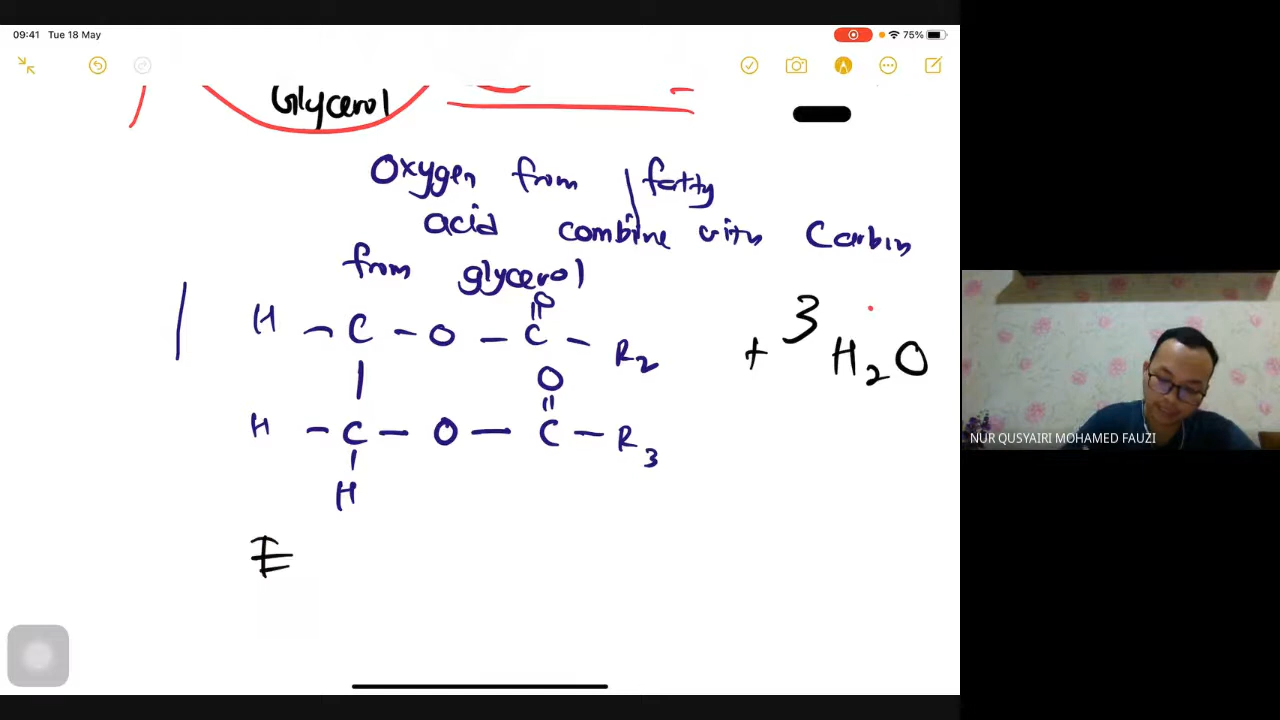 09:41 Tue 18 May 75%
Glycerol
Oxygen from fatty
acid combine with Carbin
from glycerol
O
H - C - O - C - R2
+ 3 H2O
O
H - C - O - C - R3
H
E
NUR QUSYAIRI MOHAMED FAUZI